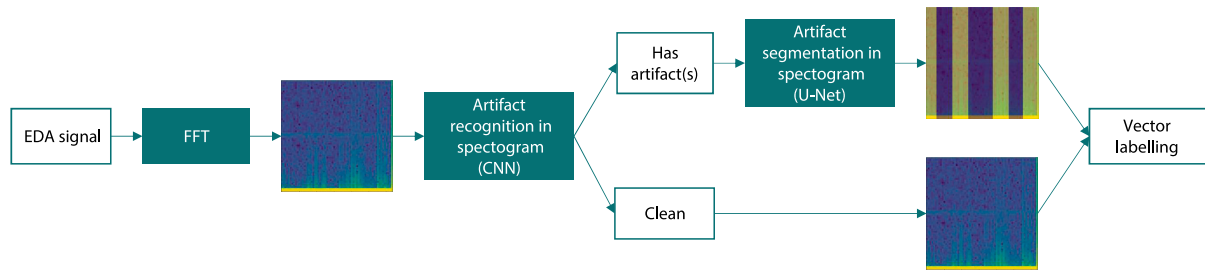 EDA signal
FFT
Artifact
recognition in
spectogram
(CNN)
Has
artifact(s)
Artifact
segmentation in
spectogram
(U-Net)
Clean
Vector
labelling